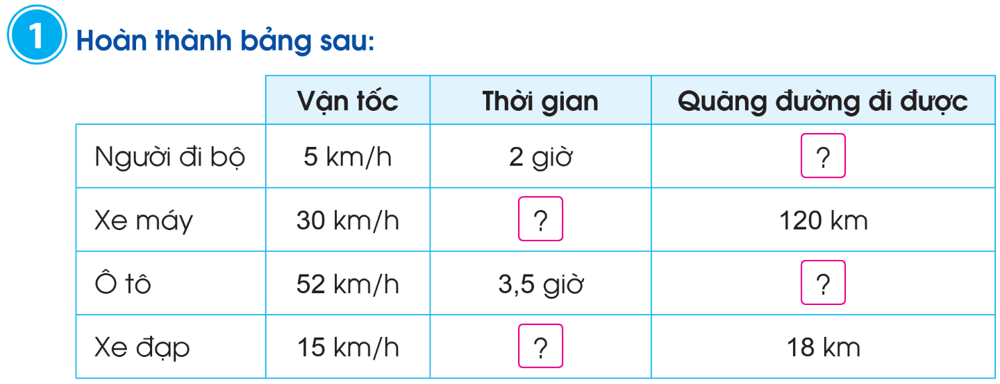 1 Hoàn thành bảng sau:
Vận tốc Thời gian Quãng đường đi được
Người đi bộ 5 km/h 2 giờ ?
Xe máy 30 km/h ? 120 km
Ô tô 52 km/h 3,5 giờ ?
Xe đạp 15 km/h ? 18 km